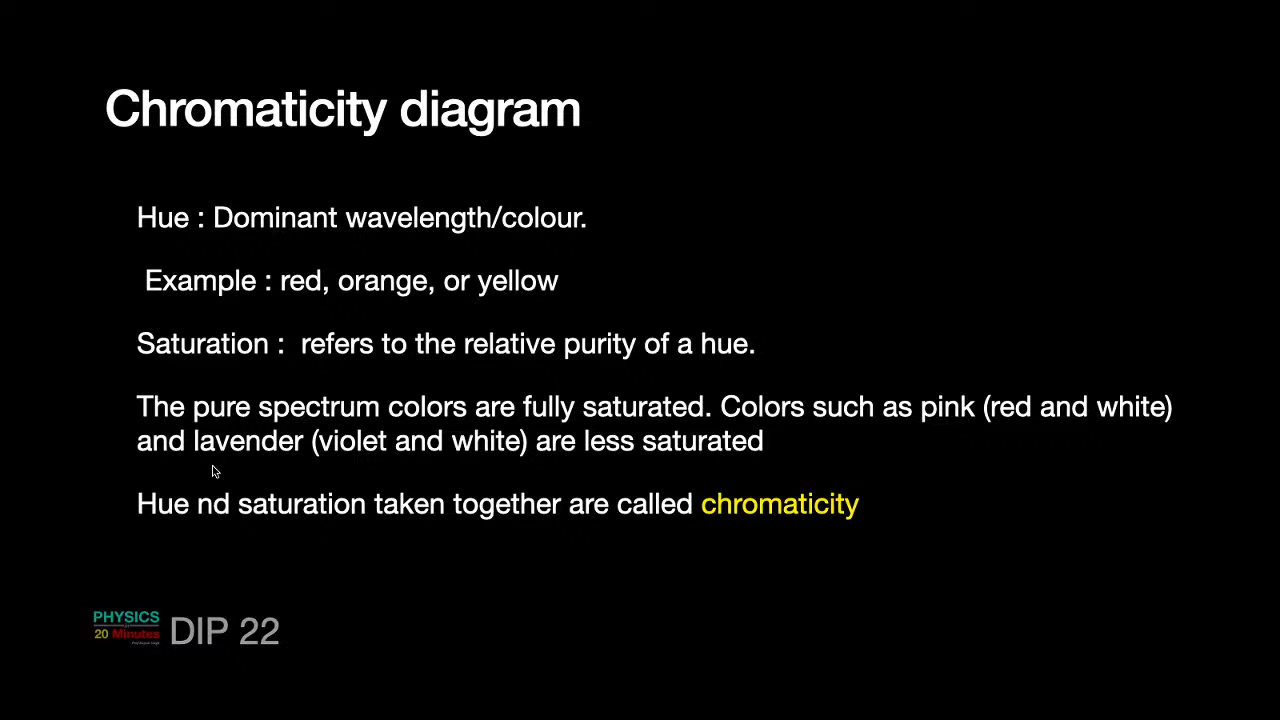 Chromaticity diagram
Hue : Dominant wavelength/colour.
Example : red, orange, or yellow
Saturation :  refers to the relative purity of a hue.
The pure spectrum colors are fully saturated. Colors such as pink (red and white)
and lavender (violet and white) are less saturated
Hue nd saturation taken together are called chromaticity
PHYSICS
20 Minutes
DIP 22